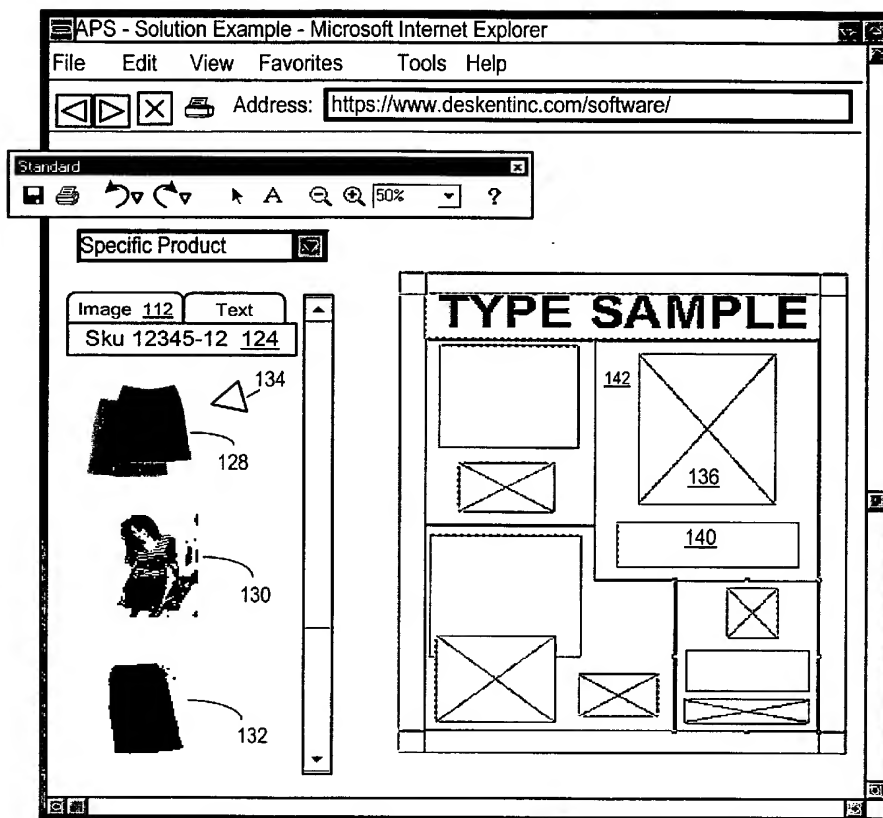 APS - Solution Example - Microsoft Internet Explorer
File Edit View Favorites Tools Help
Address: https://www.deskentinc.com/software/
Standard
A 50% ?
Specific Product
Image 112 Text
Sku 12345-12 124
134
128
130
132
TYPE SAMPLE
142
136
140